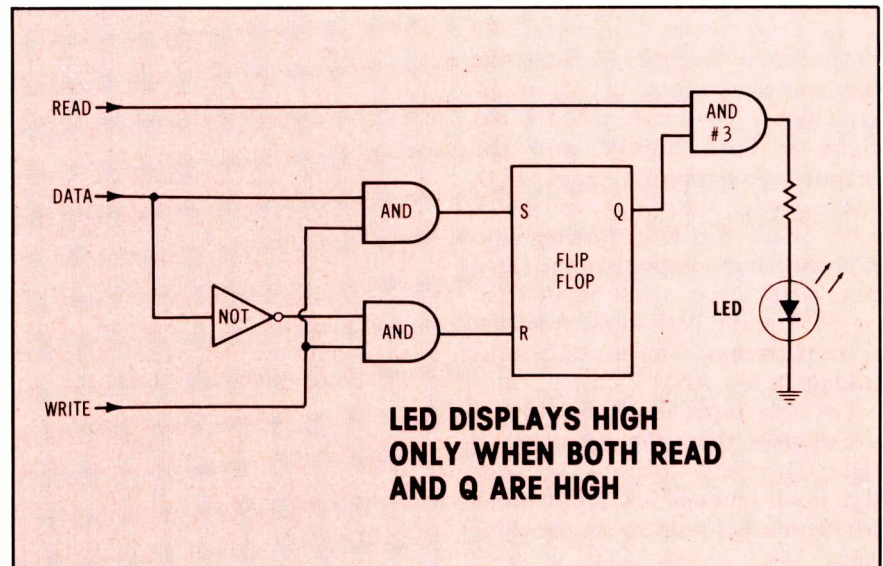 READ
AND
#3
DATA
AND
S
Q
FLIP
FLOP
NOT
AND
R
LED
WRITE
LED DISPLAYS HIGH
ONLY WHEN BOTH READ
AND Q ARE HIGH